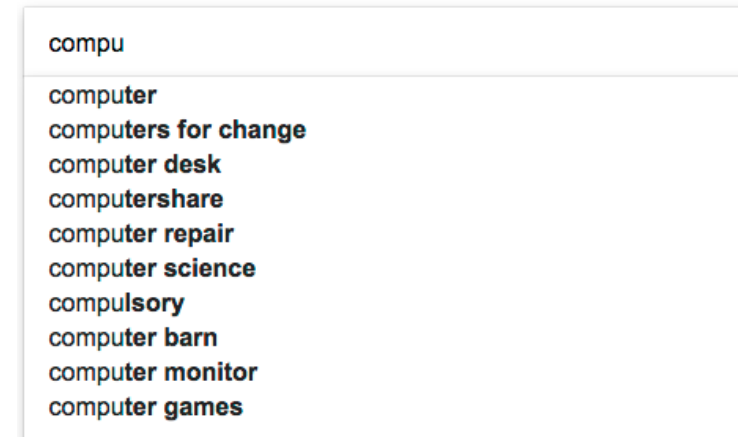 compu
computer
computers for change
computer desk
computershare
computer repair
computer science
compulsory
computer barn
computer monitor
computer games